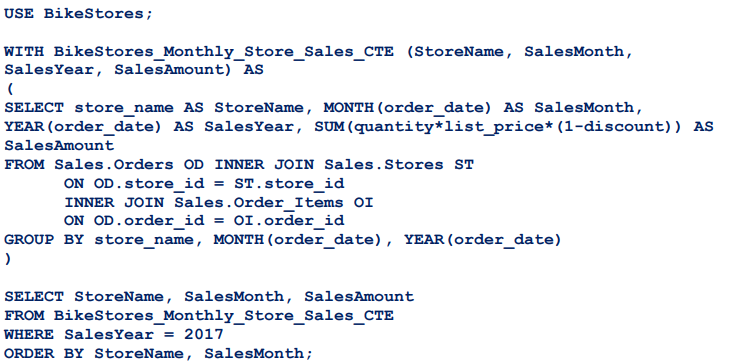 USE BikeStores;
WITH BikeStores_Monthly_Store_Sales_CTE (StoreName, SalesMonth,
SalesYear, SalesAmount) AS
(
SELECT store_name AS StoreName, MONTH(order_date) AS SalesMonth,
YEAR(order_date) AS SalesYear, SUM(quantity*list_price*(1-discount)) AS
SalesAmount
FROM Sales.Orders OD INNER JOIN Sales.Stores ST
ON OD.store_id = ST.store_id
INNER JOIN Sales.Order_Items OI
ON OD.order_id = OI.order_id
GROUP BY store_name, MONTH(order_date), YEAR(order_date)
)
SELECT StoreName, SalesMonth, SalesAmount
FROM BikeStores_Monthly_Store_Sales_CTE
WHERE SalesYear = 2017
ORDER BY StoreName, SalesMonth;